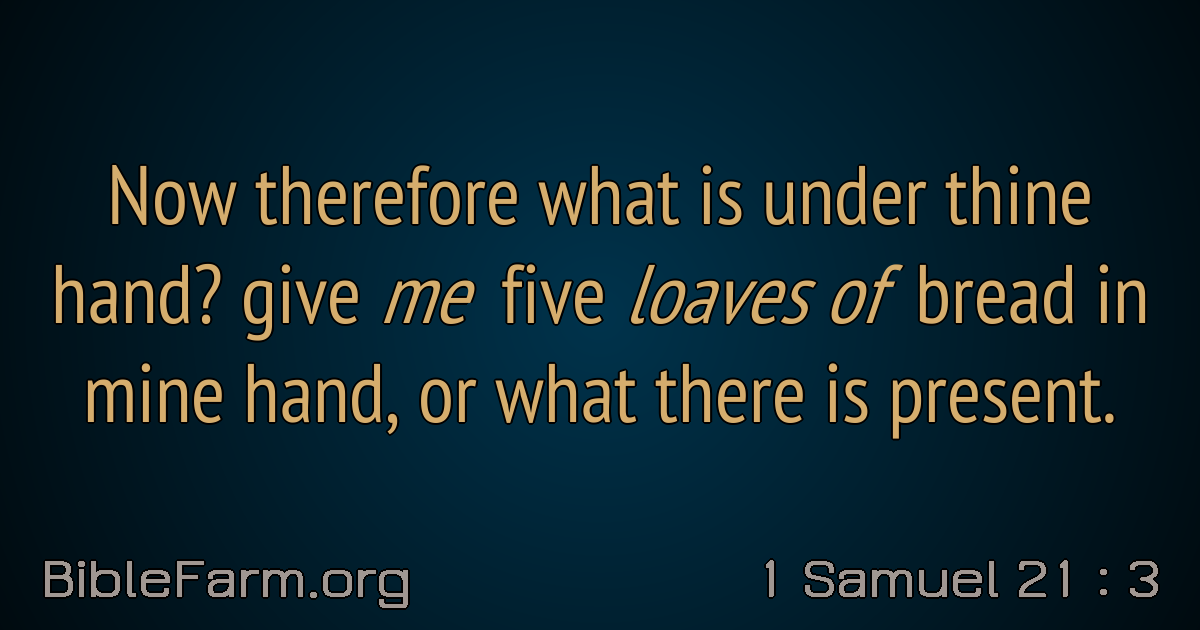 Now therefore what is under thine
hand? give me five loaves of bread in
mine hand, or what there is present.
BibleFarm.org
1 Samuel 21 : 3